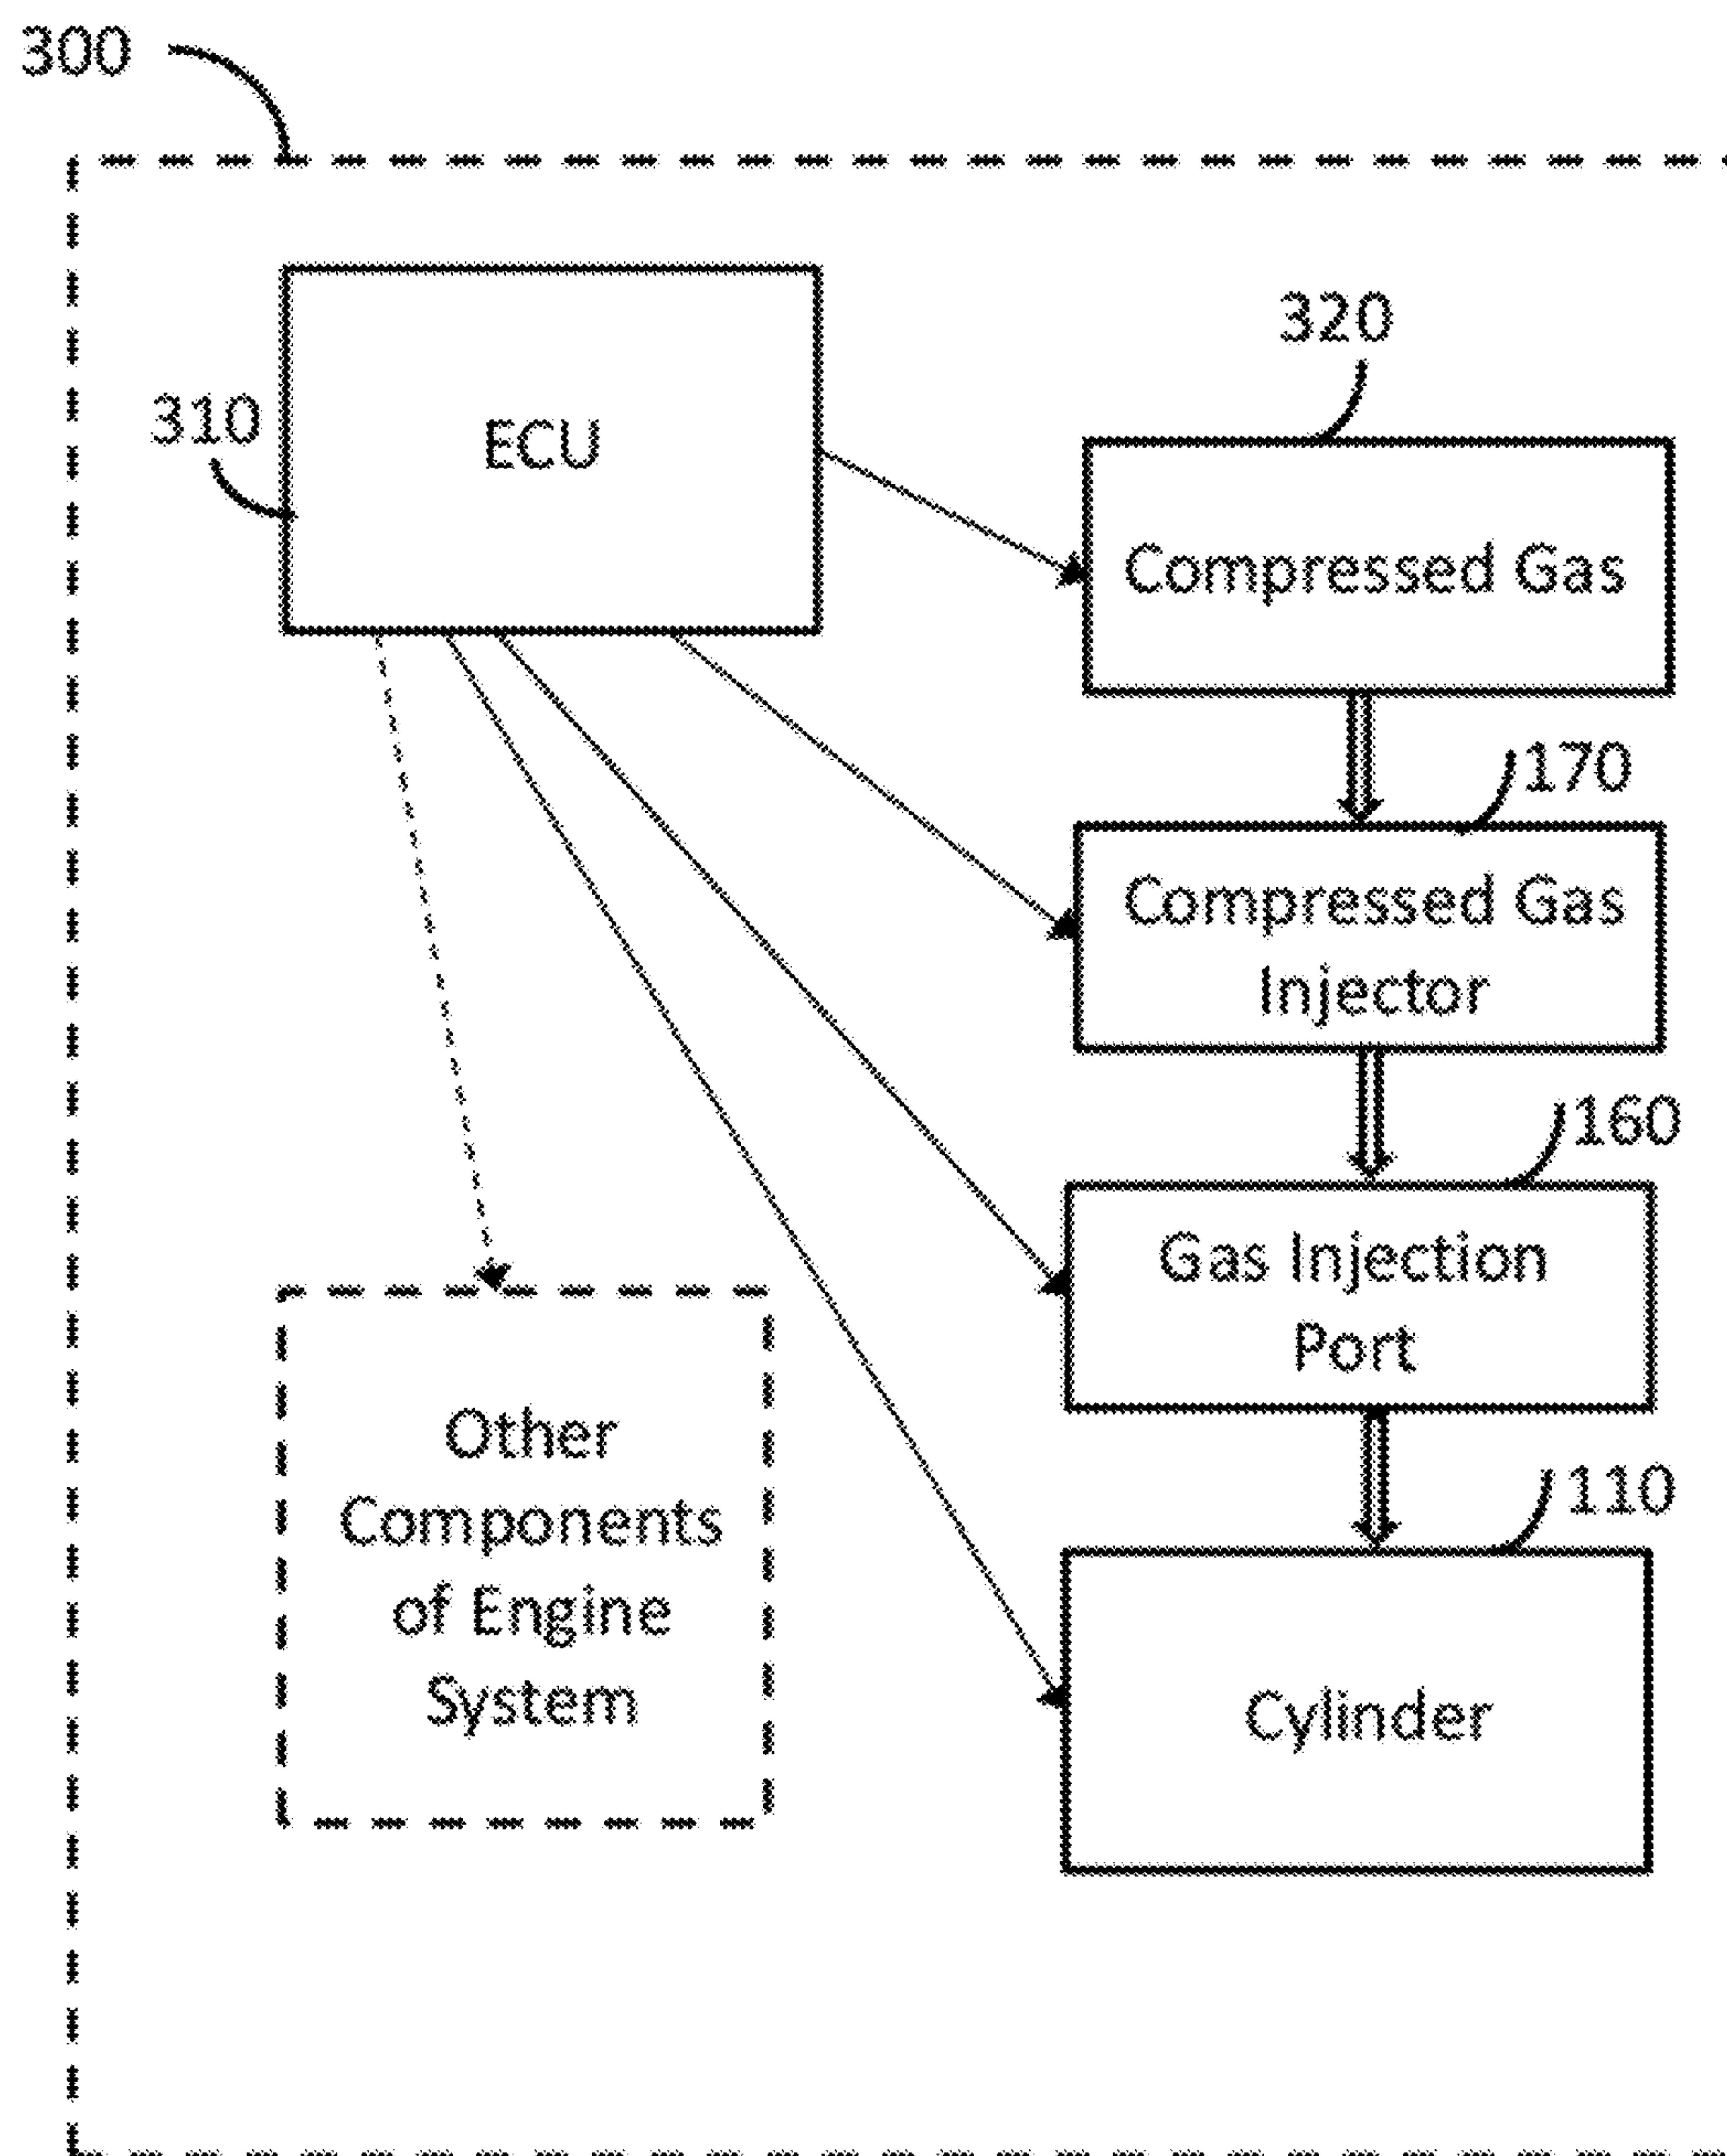 300
310
ECU
320
Compressed Gas
170
Compressed Gas
Injector
160
Gas Injection
Port
110
Cylinder
Other
Components
of Engine
System